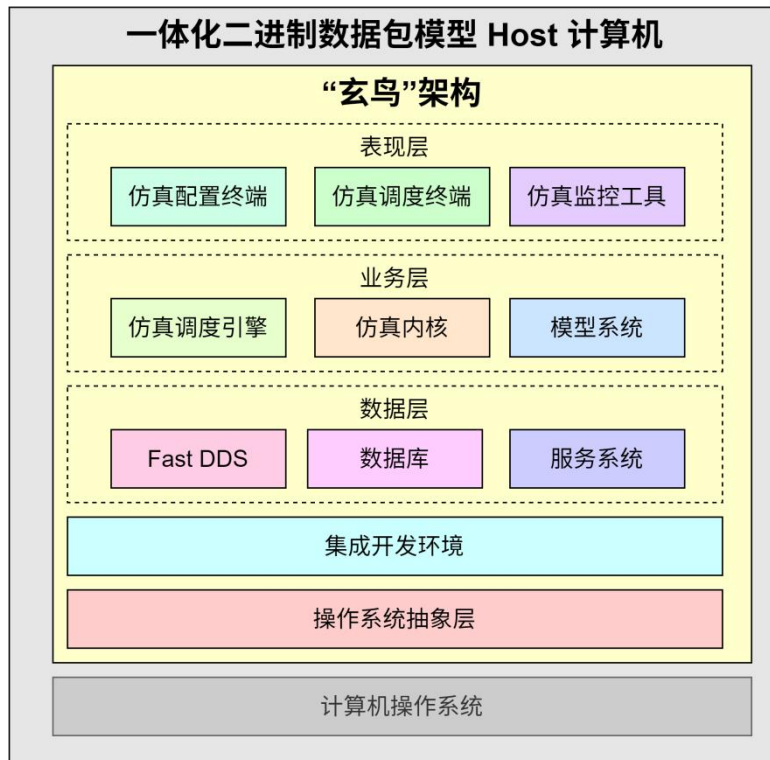 一体化二进制数据包模型 Host 计算机
“玄鸟”架构
表现层
仿真配置终端 仿真调度终端 仿真监控工具
业务层
仿真调度引擎 仿真内核 模型系统
数据层
Fast DDS 数据库 服务系统
集成开发环境
操作系统抽象层
计算机操作系统